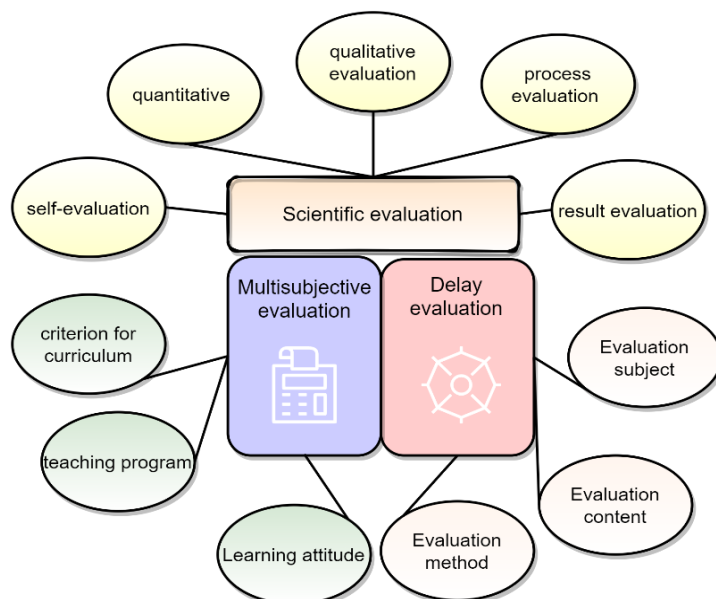 qualitative
evaluation
quantitative
process
evaluation
self-evaluation
Scientific evaluation
result evaluation
Multisubjective
evaluation
Delay
evaluation
criterion for
curriculum
Evaluation
subject
teaching program
Evaluation
content
Learning attitude
Evaluation
method